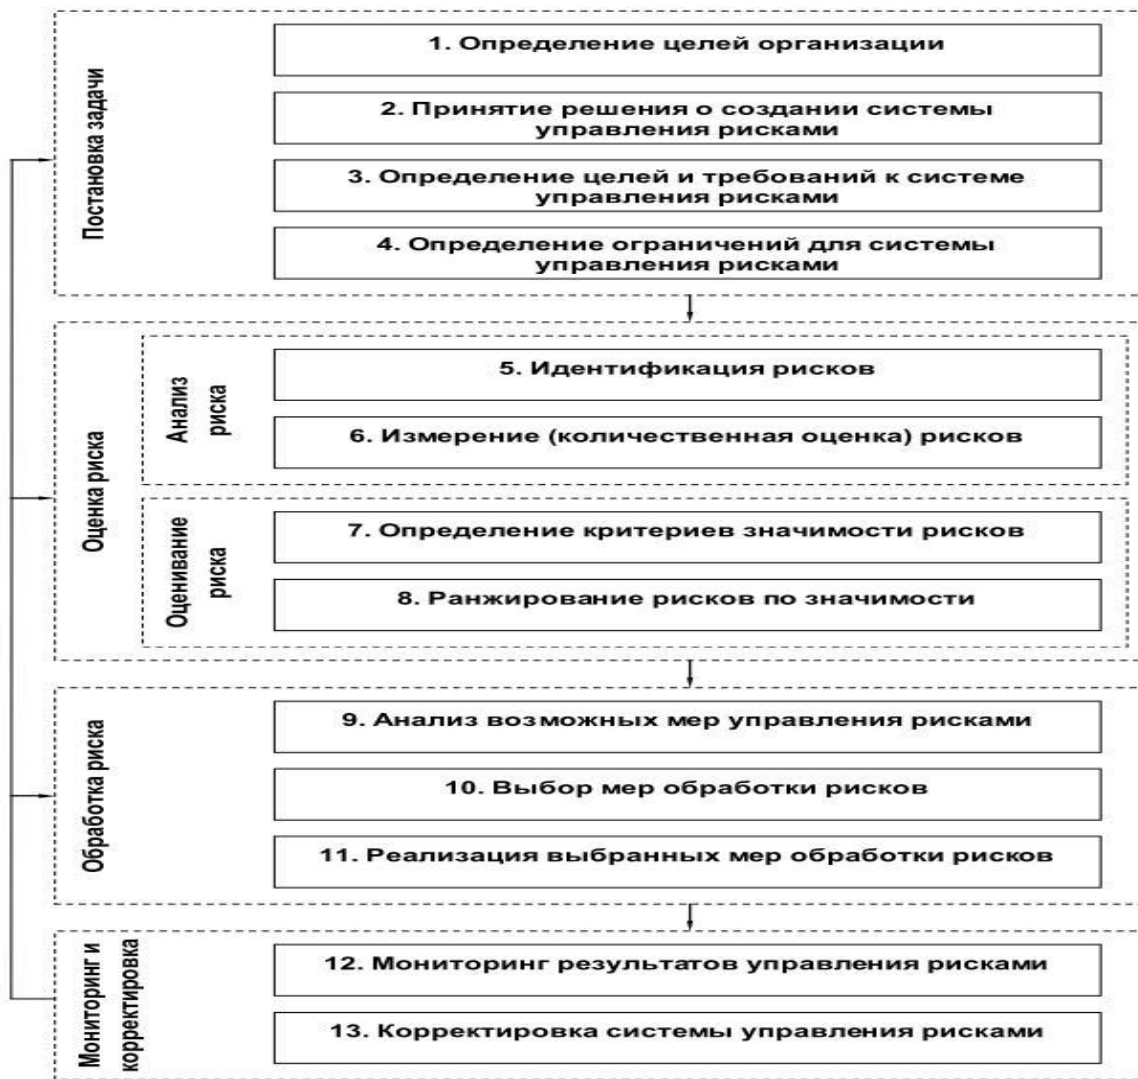 Постановка задачи
1. Определение целей организации
2. Принятие решения о создании системы
управления рисками
3. Определение целей и требований к системе
управления рисками
4. Определение ограничений для системы
управления рисками
Оценка риска
Анализ
риска
5. Идентификация рисков
6. Измерение (количественная оценка) рисков
Оценивание
риска
7. Определение критериев значимости рисков
8. Ранжирование рисков по значимости
Обработка риска
9. Анализ возможных мер управления рисками
10. Выбор мер обработки рисков
11. Реализация выбранных мер обработки рисков
Мониторинг и
корректировка
12. Мониторинг результатов управления рисками
13. Корректировка системы управления рисками